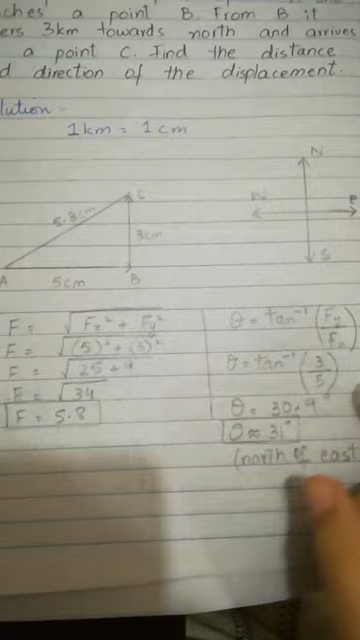 ches a point B. From B it
ers 3km towards north and arrives
a point C. Find the distance
d direction of the displacement.
lution :-
1km = 1cm
N
W
E
S
C
5.8cm
3cm
A
5cm
B
F = √Fx² + Fy²
F = √(5)² + (3)²
F = √25 + 9
F = √34
F = 5.8
θ = tan⁻¹ (Fy/Fx)
θ = tan⁻¹ (3/5)
θ = 30.9°
θ ≈ 31°
(north of east